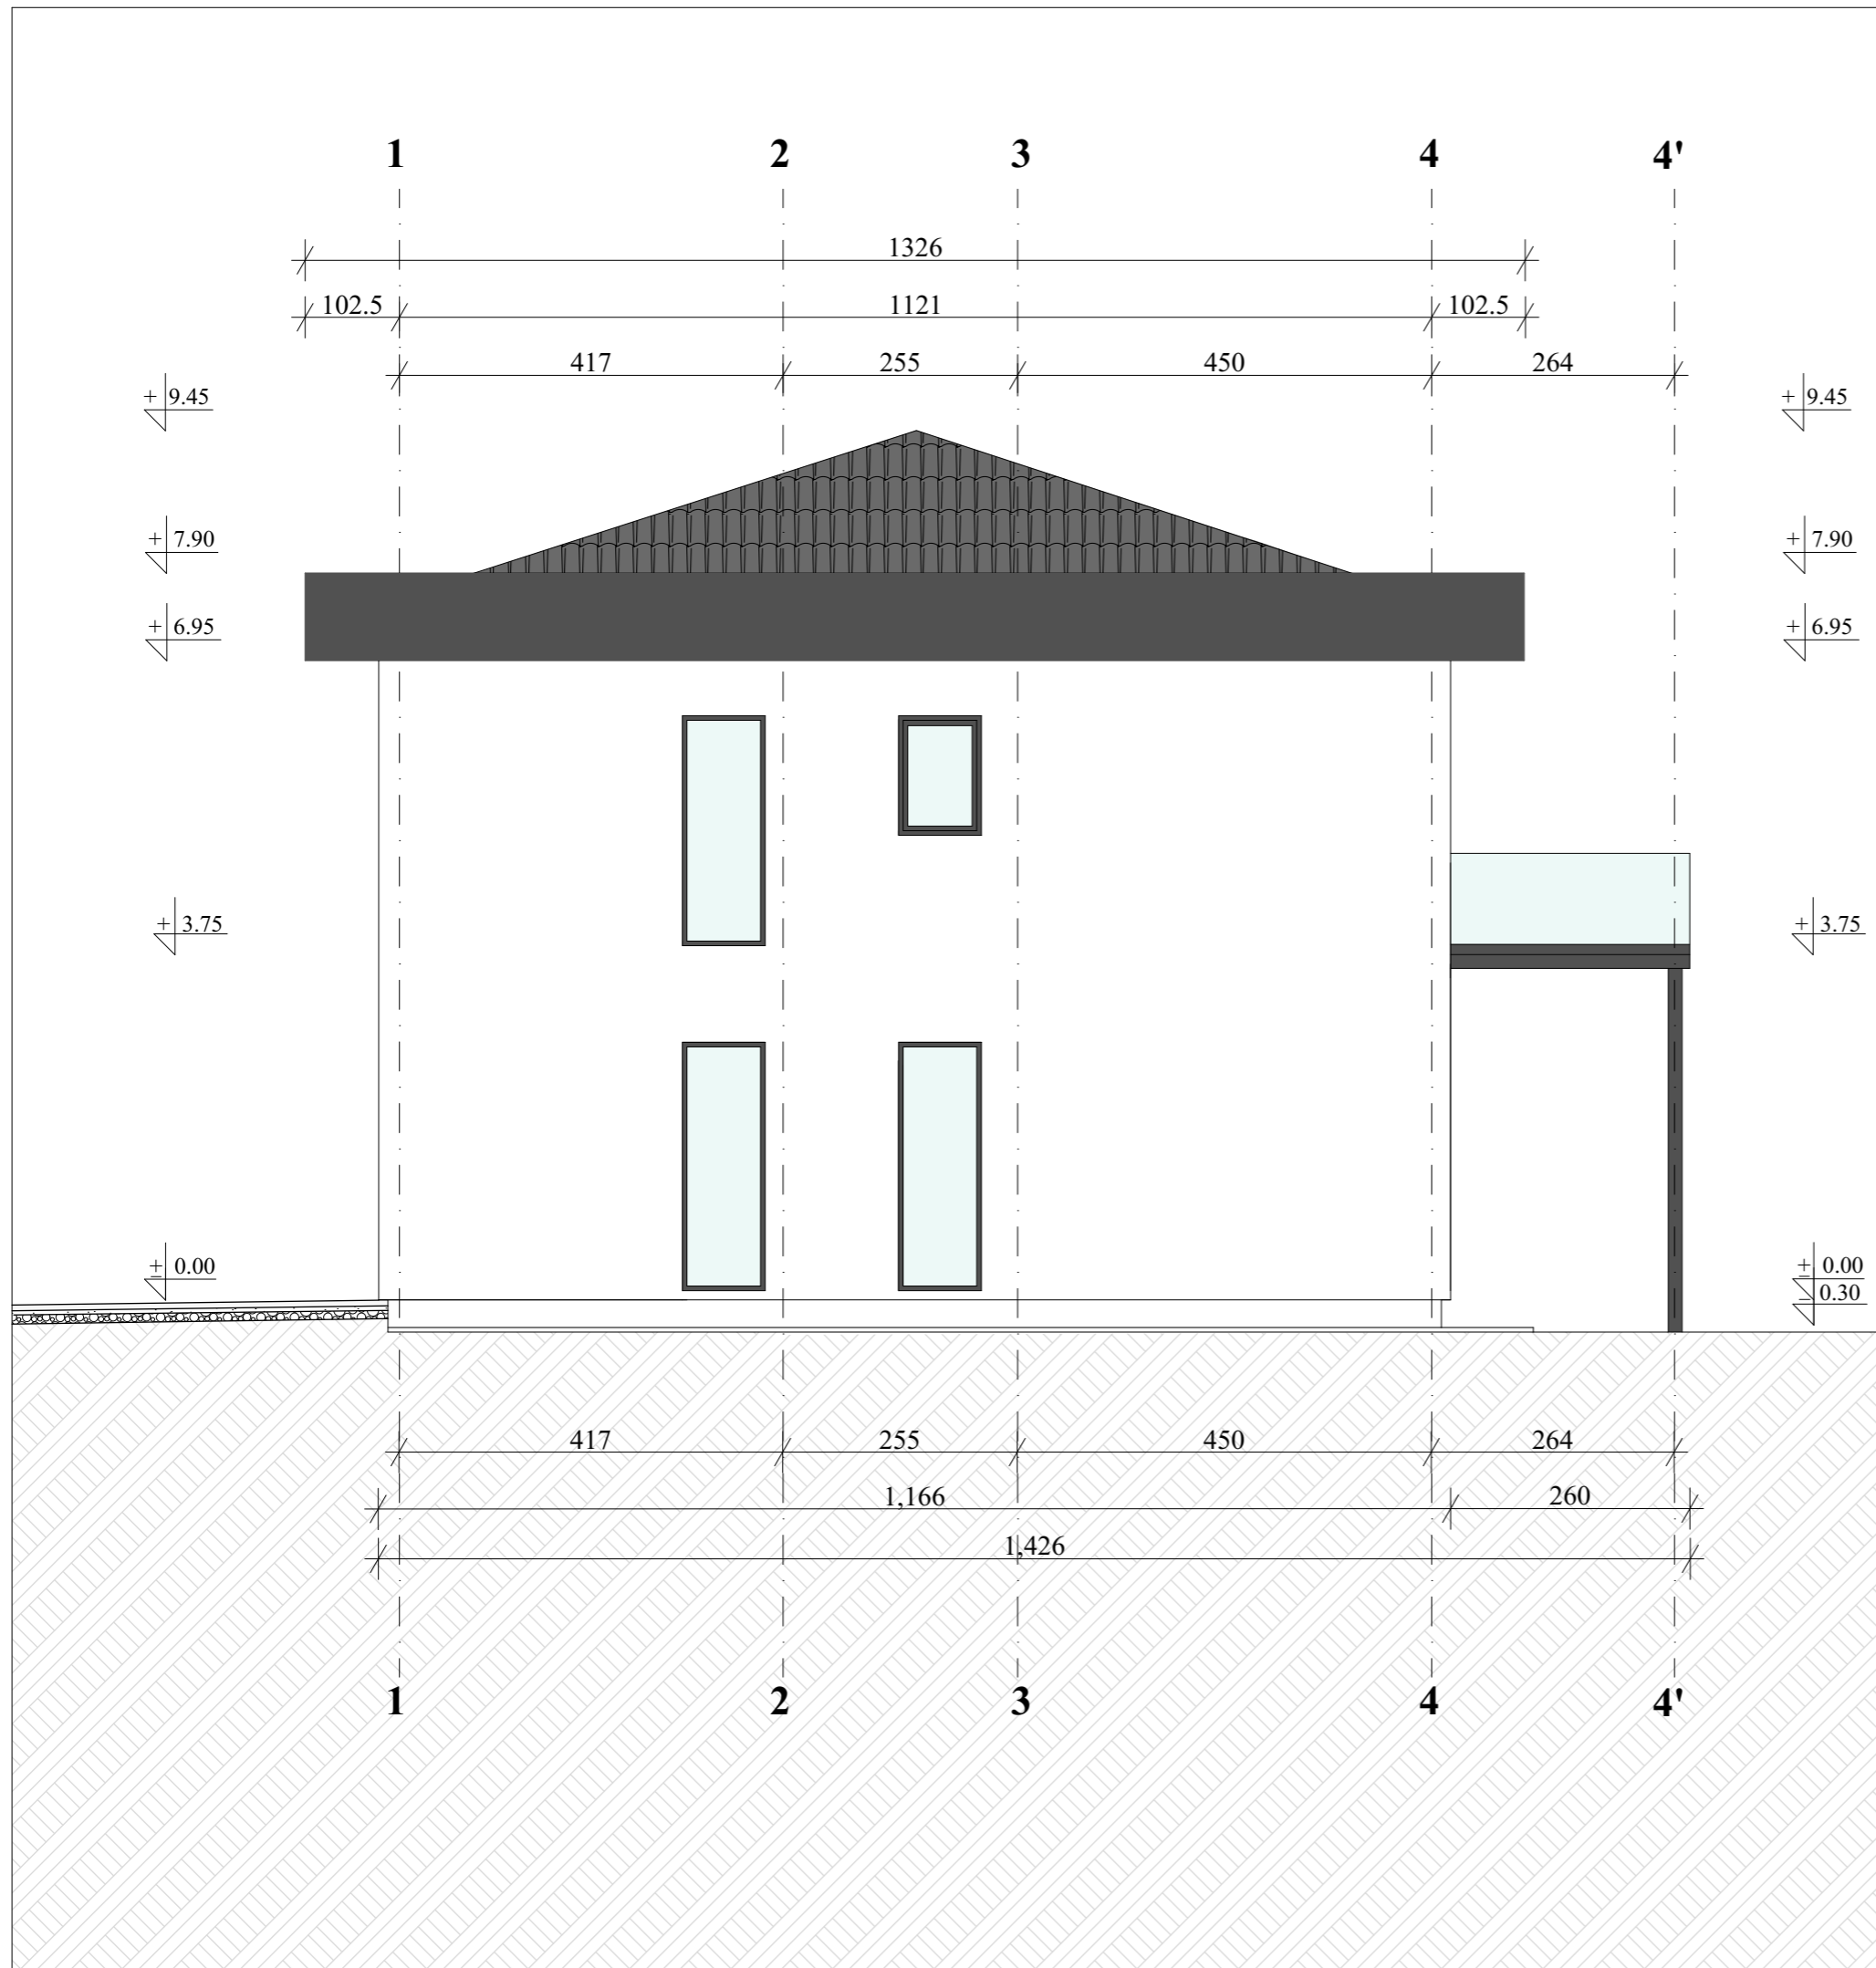 1 2 3 4 4'
1326
102.5 1121 102.5
417 255 450 264
+ 9.45 + 9.45
+ 7.90 + 7.90
+ 6.95 + 6.95
+ 3.75 + 3.75
± 0.00 ± 0.00
- 0.30
417 255 450 264
1,166 260
1,426
1 2 3 4 4'